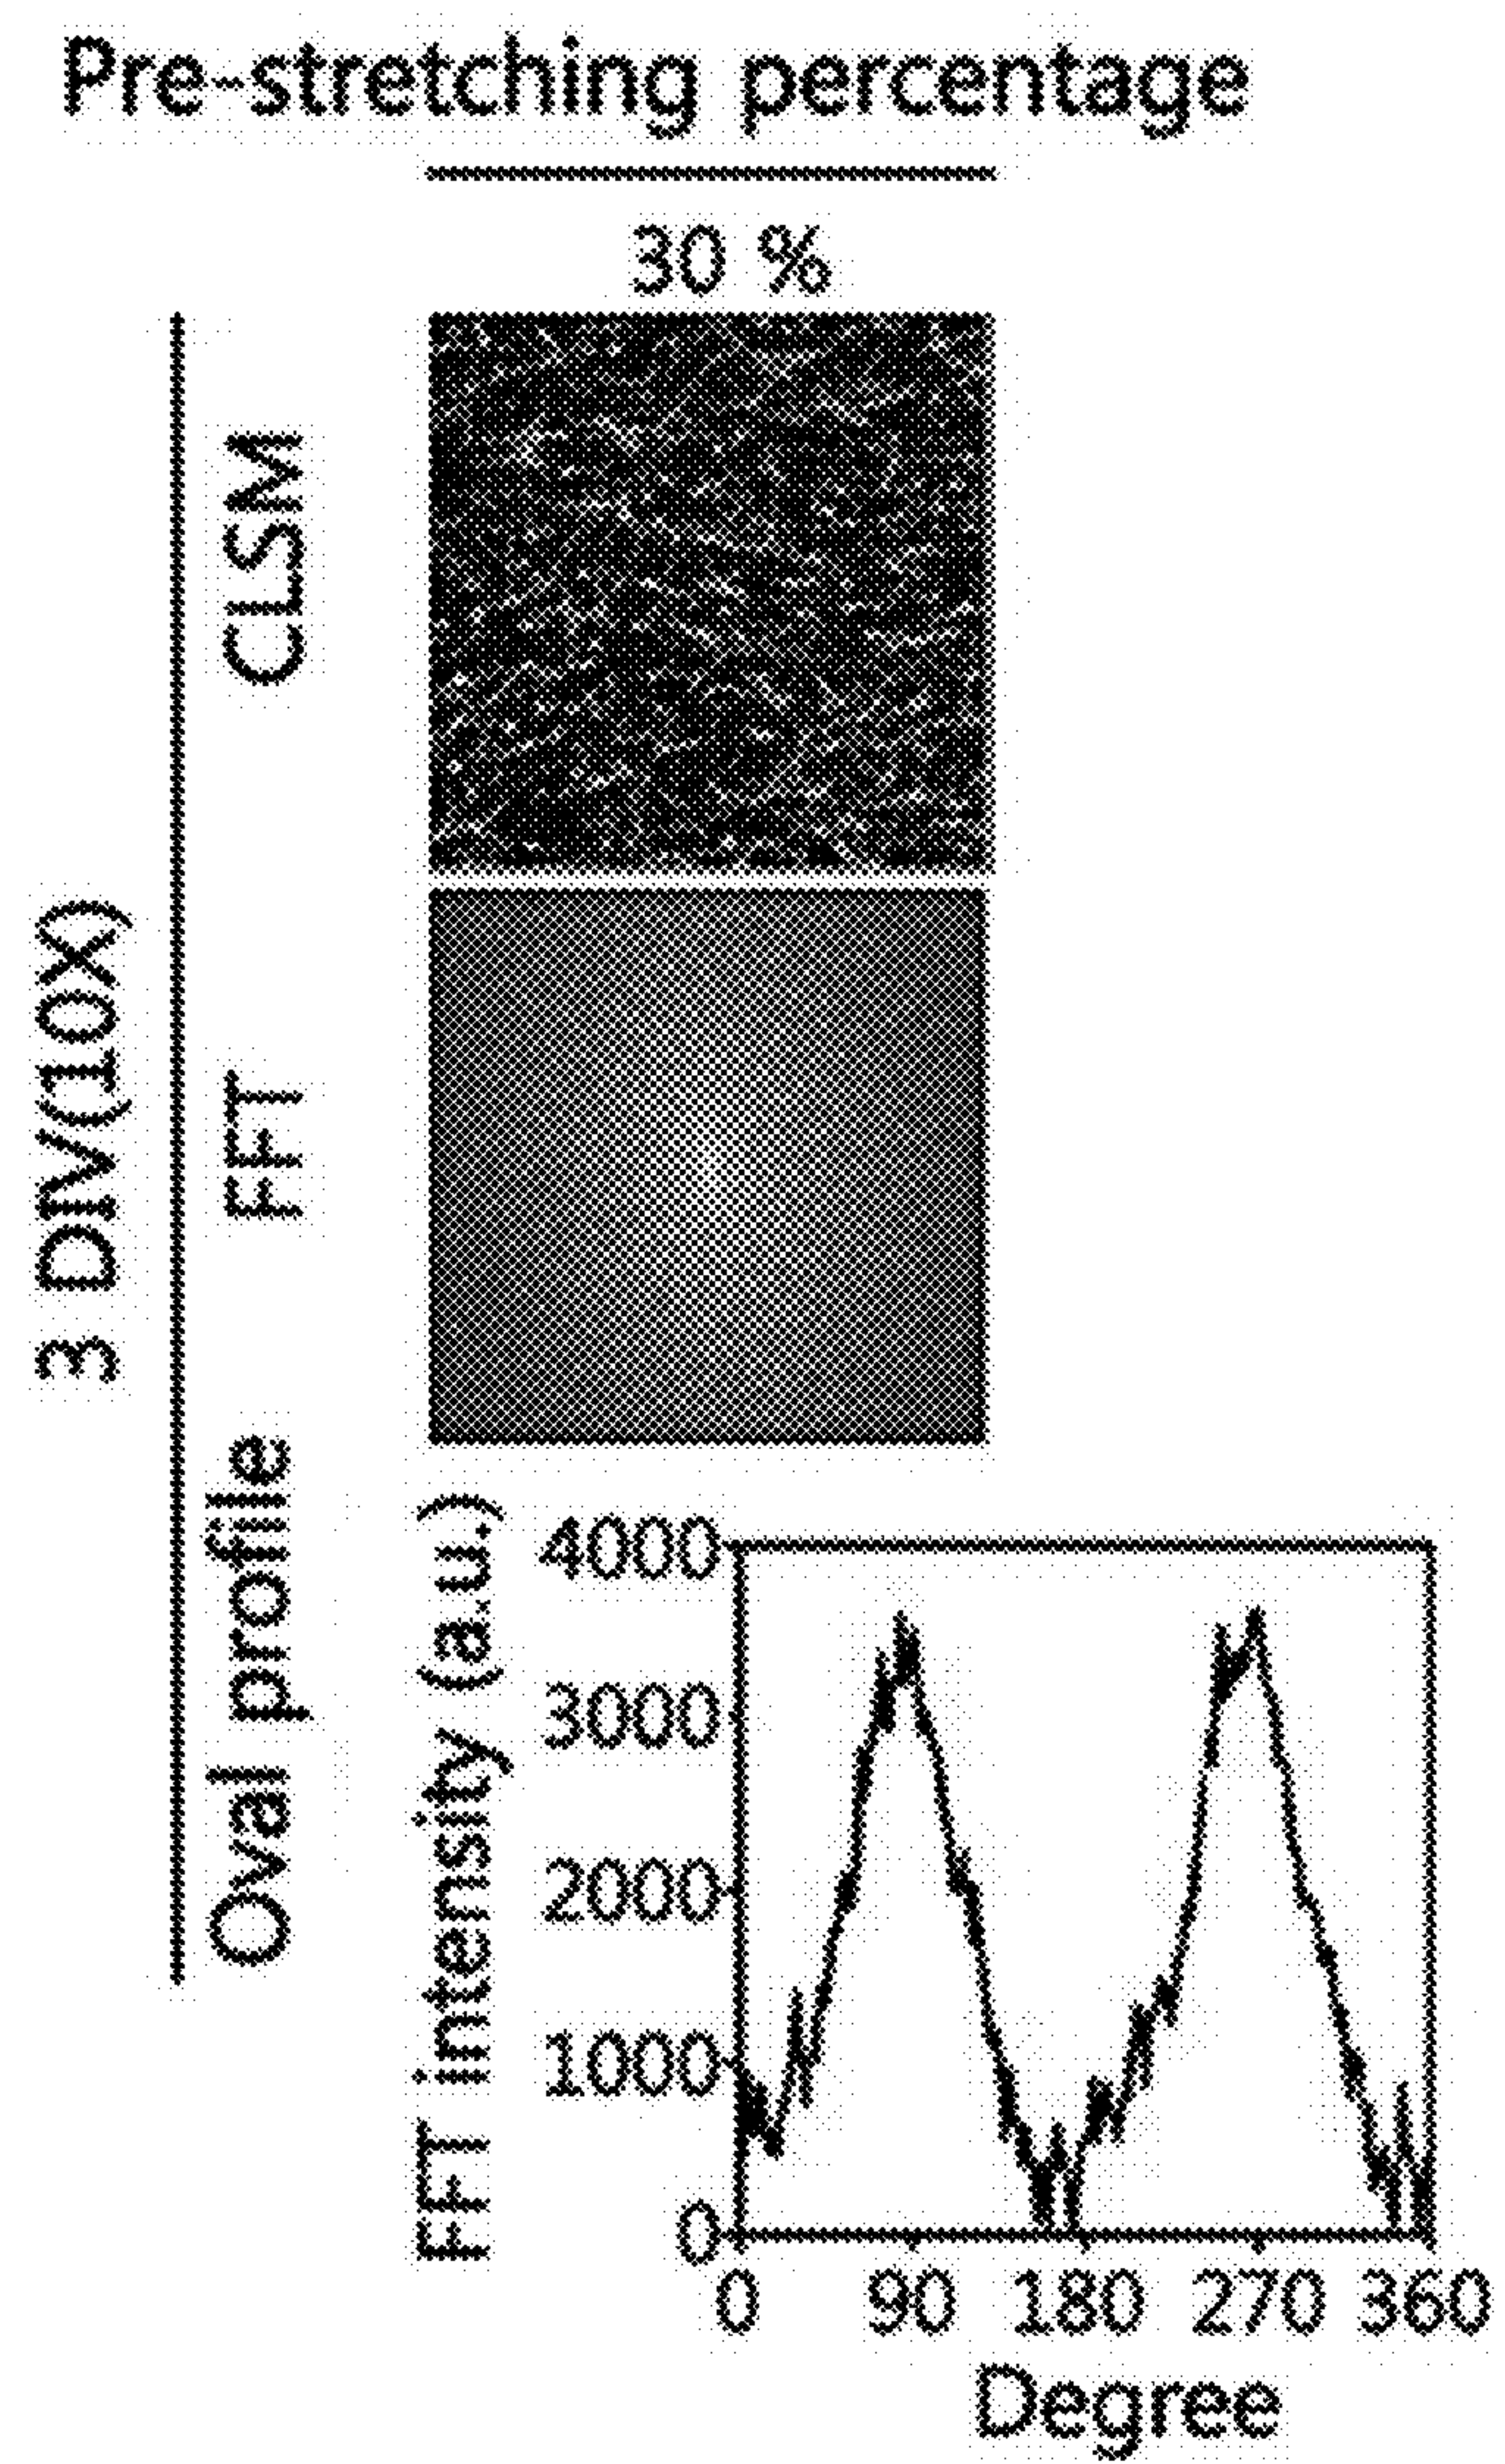 Pre-stretching percentage
30 %
3 DIV(10X)
CLSM
FFT
Oval profile
FFT intensity (a.u.)
4000
3000
2000
1000
0
0 90 180 270 360
Degree